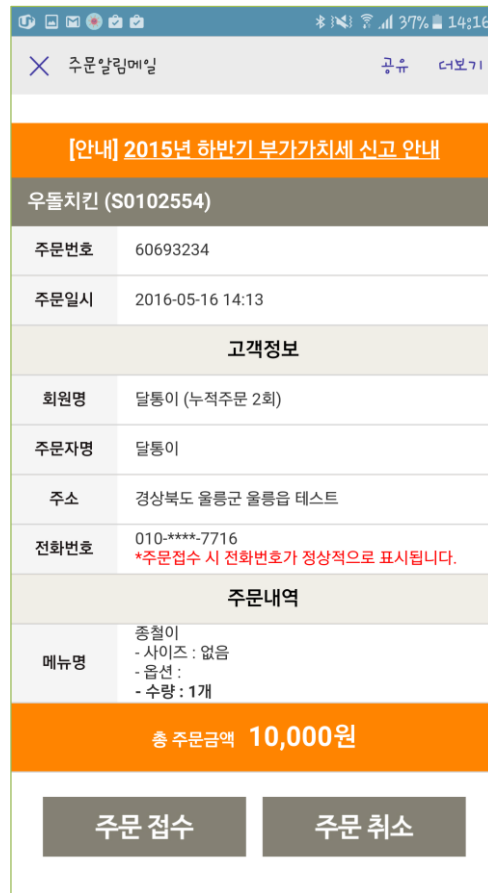 37% 14:16
주문알림메일 공유 더보기
[안내] 2015년 하반기 부가가치세 신고 안내
우돌치킨 (S0102554)
주문번호 60693234
주문일시 2016-05-16 14:13
고객정보
회원명 달통이 (누적주문 2회)
주문자명 달통이
주소 경상북도 울릉군 울릉읍 테스트
전화번호 010-****-7716
*주문접수 시 전화번호가 정상적으로 표시됩니다.
주문내역
메뉴명 종철이
- 사이즈 : 없음
- 옵션 :
- 수량 : 1개
총 주문금액 10,000원
주문 접수 주문 취소